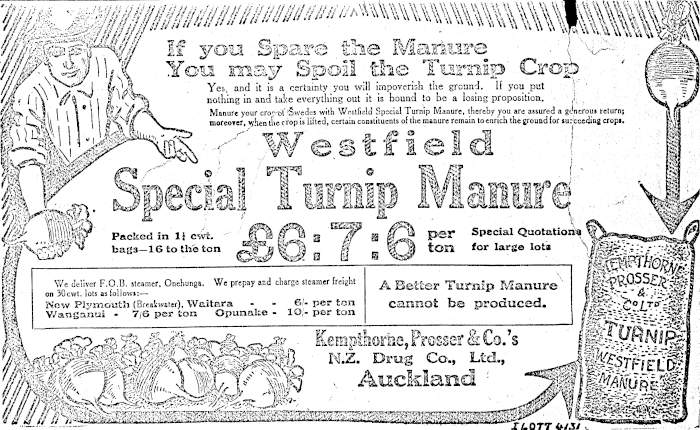 If you Spare the Manure
You may Spoil the Turnip Crop
Yes, and it is a certainty you will impoverish the ground. If you put
nothing in and take everything out it is bound to be a losing proposition.
Manure your crop of Swedes with Westfield Special Turnip Manure, thereby you are assured a generous return;
moreover, when the crop is lifted, certain constituents of the manure remain to enrich the ground for succeeding crops.
Westfield
Special Turnip Manure
Packed in 1¼ cwt.
bags—16 to the ton
£6:7:6 per ton
Special Quotations
for large lots
We deliver F.O.B. steamer, Onehunga. We prepay and charge steamer freight
on 30 cwt. lots as follows:—
New Plymouth (Breakwater), Waitara - - 6/- per ton
Wanganui - 7/6 per ton Opunake - 10/- per ton
A Better Turnip Manure
cannot be produced.
Kempthorne, Prosser & Co.'s
N.Z. Drug Co., Ltd.,
Auckland
KEMPTHORNE
PROSSER
&
Co LTD
TURNIP
"WESTFIELD
MANURE"
ILOTT 4/31